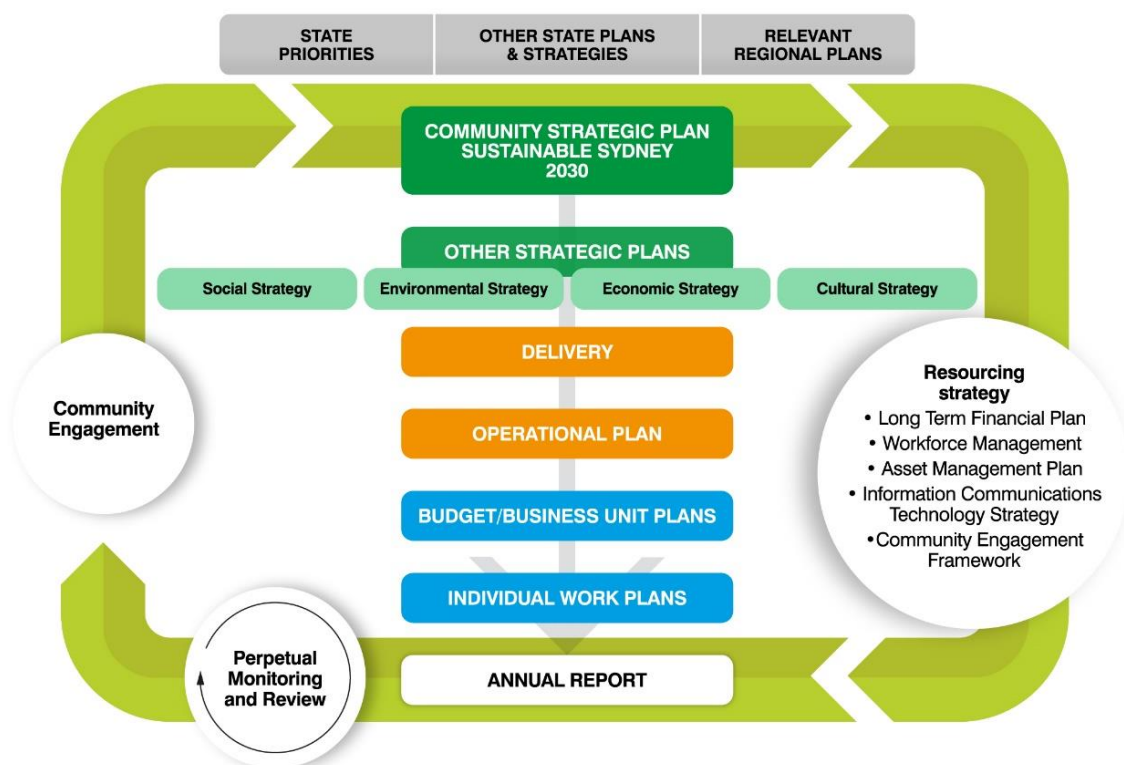 STATE
PRIORITIES
OTHER STATE PLANS
& STRATEGIES
RELEVANT
REGIONAL PLANS
COMMUNITY STRATEGIC PLAN
SUSTAINABLE SYDNEY
2030
OTHER STRATEGIC PLANS
Social Strategy
Environmental Strategy
Economic Strategy
Cultural Strategy
DELIVERY
OPERATIONAL PLAN
BUDGET/BUSINESS UNIT PLANS
INDIVIDUAL WORK PLANS
ANNUAL REPORT
Community
Engagement
Resourcing
strategy
• Long Term Financial Plan
• Workforce Management
• Asset Management Plan
• Information Communications
Technology Strategy
•Community Engagement
Framework
Perpetual
Monitoring
and Review